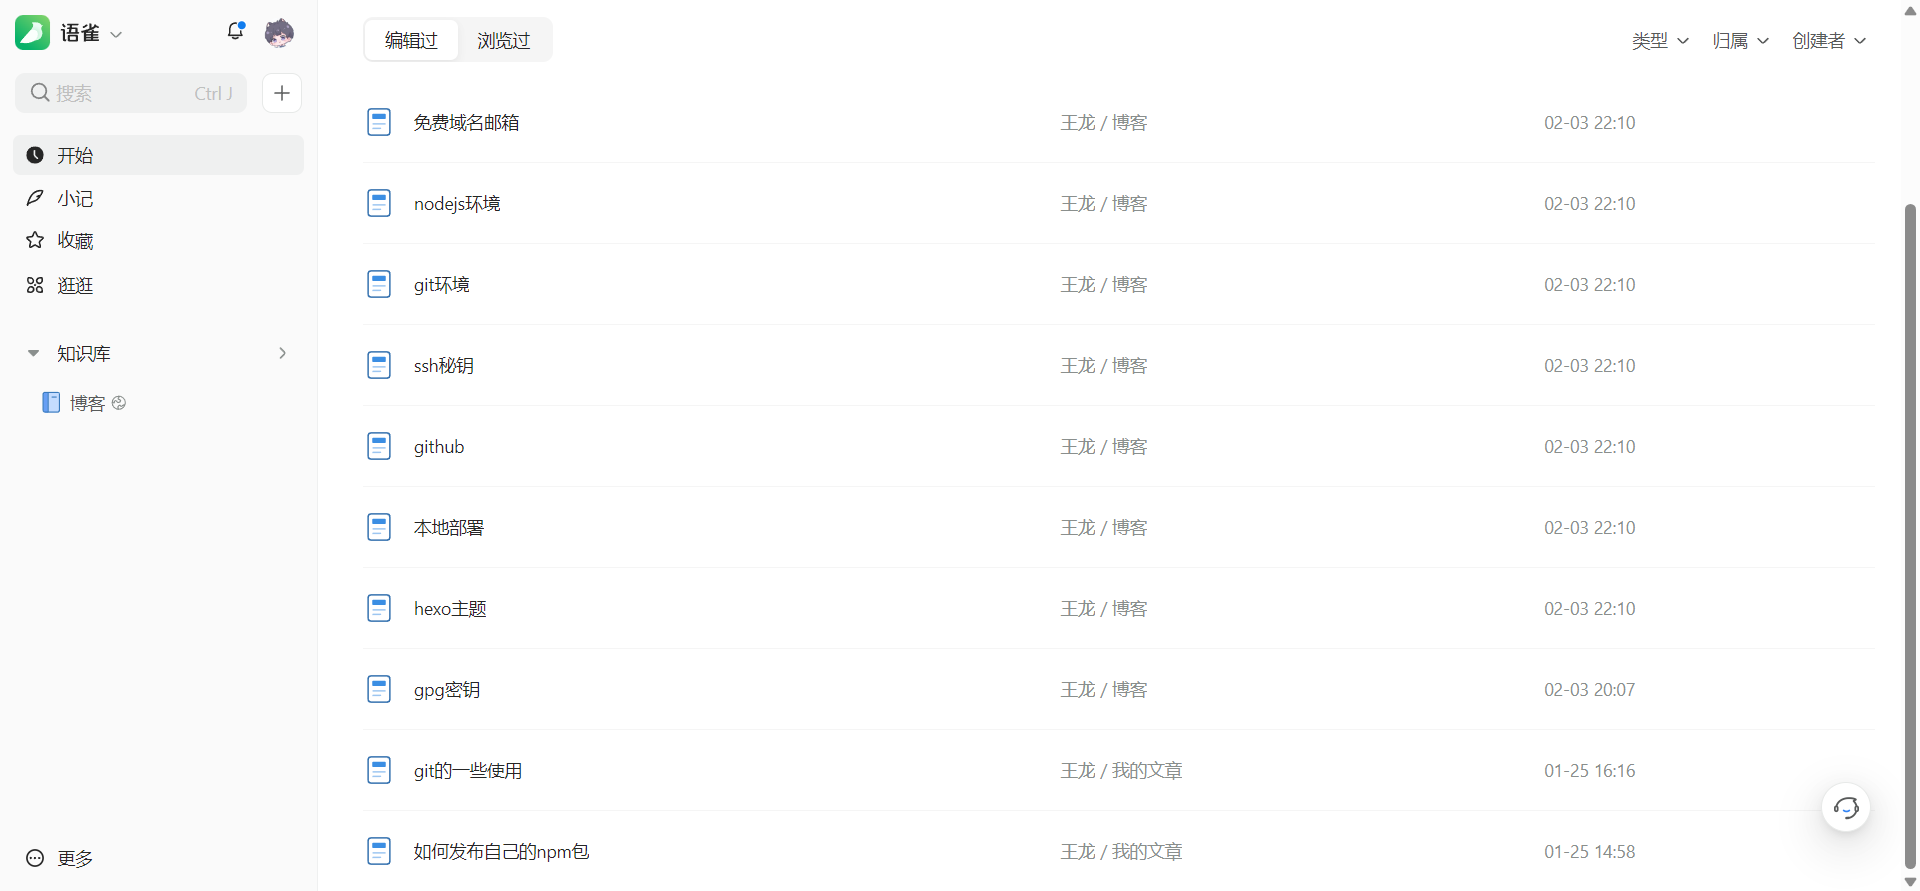 语雀
搜索 Ctrl J
开始
小记
收藏
逛逛
知识库
博客
更多
编辑过 浏览过 类型 归属 创建者
免费域名邮箱 王龙 / 博客 02-03 22:10
nodejs环境 王龙 / 博客 02-03 22:10
git环境 王龙 / 博客 02-03 22:10
ssh秘钥 王龙 / 博客 02-03 22:10
github 王龙 / 博客 02-03 22:10
本地部署 王龙 / 博客 02-03 22:10
hexo主题 王龙 / 博客 02-03 22:10
gpg密钥 王龙 / 博客 02-03 20:07
git的一些使用 王龙 / 我的文章 01-25 16:16
如何发布自己的npm包 王龙 / 我的文章 01-25 14:58